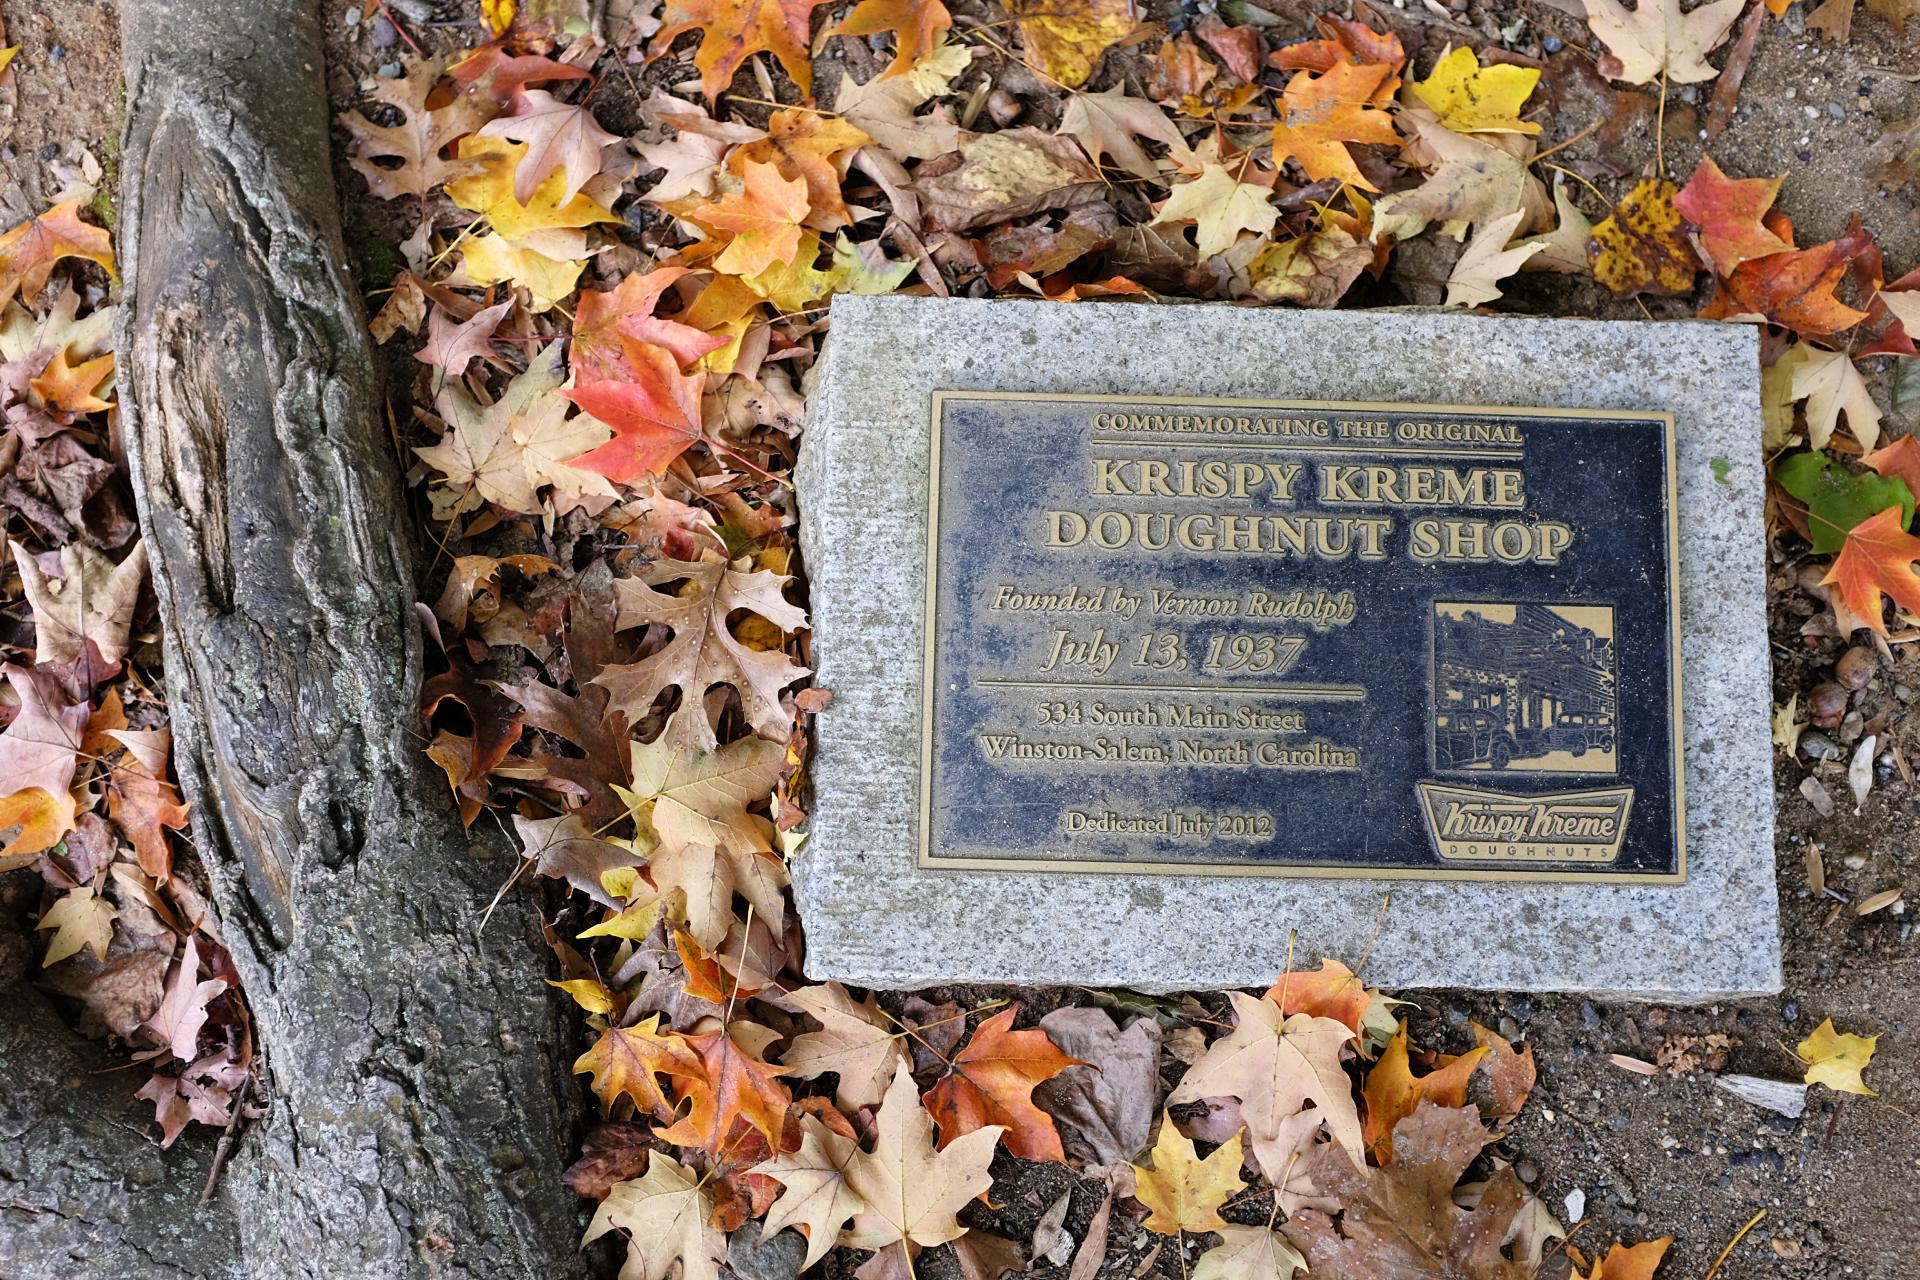 COMMEMORATING THE ORIGINAL
KRISPY KREME
DOUGHNUT SHOP
Founded by Vernon Rudolph
July 13, 1937
534 South Main Street
Winston-Salem, North Carolina
Dedicated July 2012
Krispy Kreme
DOUGHNUTS